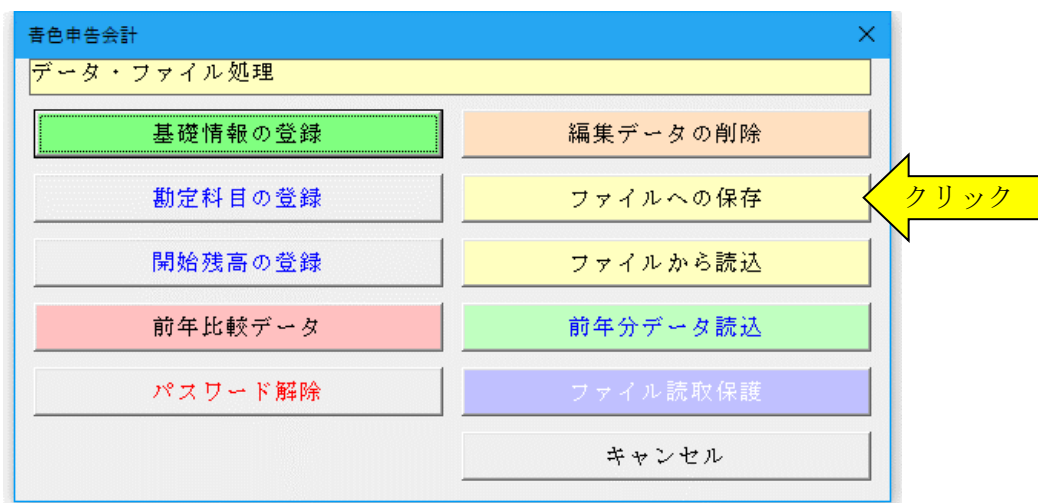 青色申告会計
データ・ファイル処理
基礎情報の登録
編集データの削除
勘定科目の登録
ファイルへの保存
クリック
開始残高の登録
ファイルから読込
前年比較データ
前年分データ読込
パスワード解除
ファイル読取保護
キャンセル